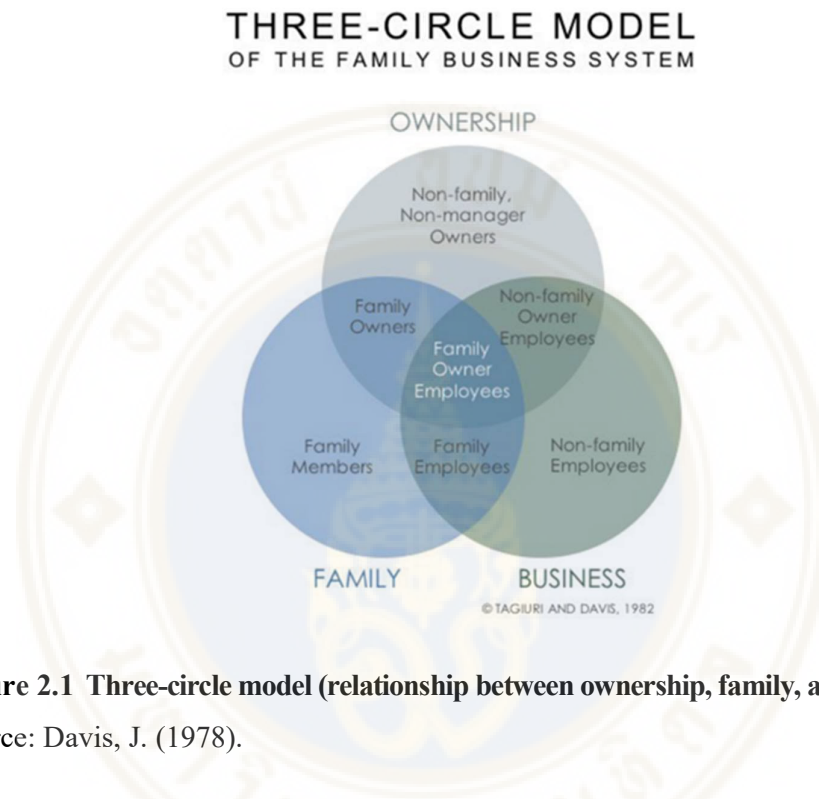 THREE-CIRCLE MODEL
OF THE FAMILY BUSINESS SYSTEM
OWNERSHIP
Non-family,
Non-manager
Owners
Family
Owners
Non-family
Owner
Employees
Family
Owner
Employees
Family
Members
Family
Employees
Non-family
Employees
FAMILY
BUSINESS
© TAGIURI AND DAVIS, 1982
re 2.1 Three-circle model (relationship between ownership, family, a
ce: Davis, J. (1978).